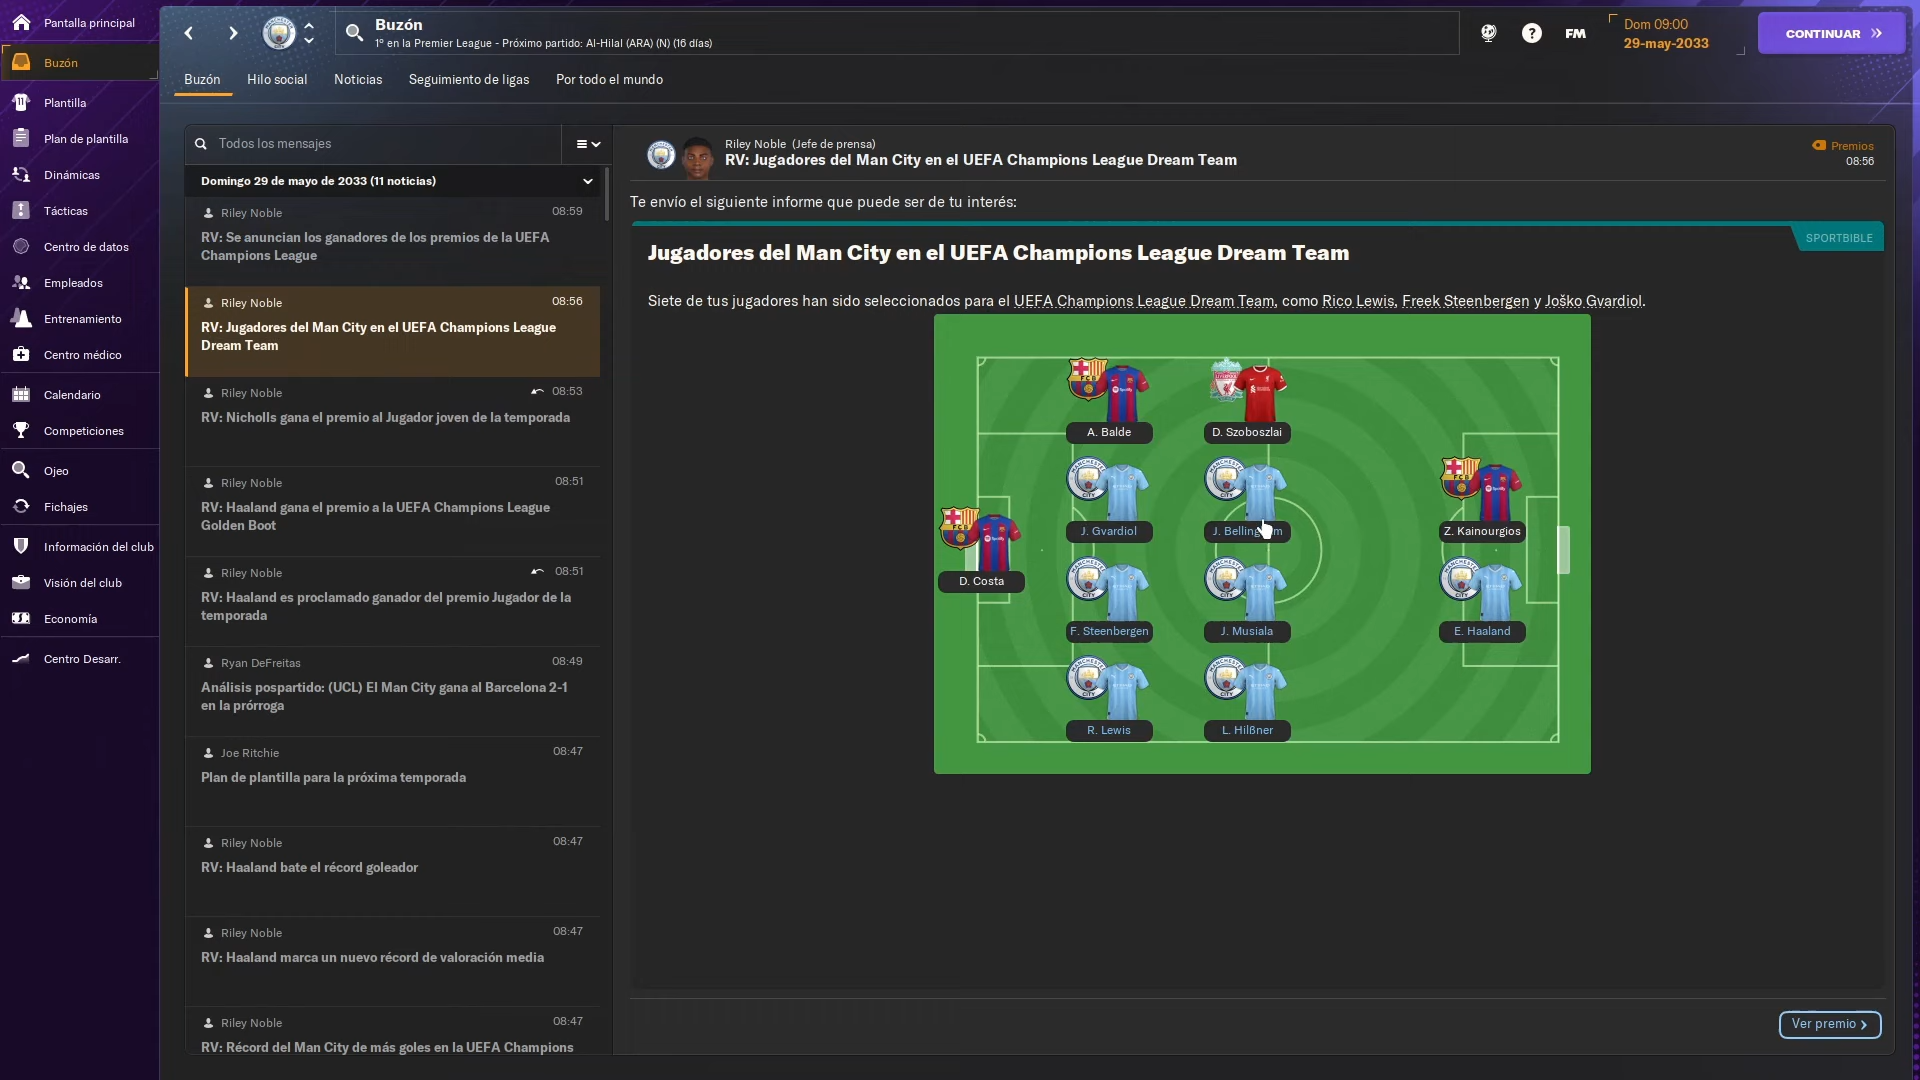 Pantalla principal
Buzón
Plantilla
Plan de plantilla
Dinámicas
Tácticas
Centro de datos
Empleados
Entrenamiento
Centro médico
Calendario
Competiciones
Ojeo
Fichajes
Información del club
Visión del club
Economía
Centro Desarr.
Buzón
1º en la Premier League - Próximo partido: Al-Hilal (ARA) (N) (16 días)
FM
Dom 09:00
29-may-2033
CONTINUAR
Buzón Hilo social Noticias Seguimiento de ligas Por todo el mundo
Todos los mensajes
Domingo 29 de mayo de 2033 (11 noticias)
Riley Noble 08:59
RV: Se anuncian los ganadores de los premios de la UEFA
Champions League
Riley Noble 08:56
RV: Jugadores del Man City en el UEFA Champions League
Dream Team
Riley Noble 08:53
RV: Nicholls gana el premio al Jugador joven de la temporada
Riley Noble 08:51
RV: Haaland gana el premio a la UEFA Champions League
Golden Boot
Riley Noble 08:51
RV: Haaland es proclamado ganador del premio Jugador de la
temporada
Ryan DeFreitas 08:49
Análisis pospartido: (UCL) El Man City gana al Barcelona 2-1
en la prórroga
Joe Ritchie 08:47
Plan de plantilla para la próxima temporada
Riley Noble 08:47
RV: Haaland bate el récord goleador
Riley Noble 08:47
RV: Haaland marca un nuevo récord de valoración media
Riley Noble 08:47
RV: Récord del Man City de más goles en la UEFA Champions
Riley Noble (Jefe de prensa)
RV: Jugadores del Man City en el UEFA Champions League Dream Team
Premios
08:56
Te envío el siguiente informe que puede ser de tu interés:
SPORTBIBLE
Jugadores del Man City en el UEFA Champions League Dream Team
Siete de tus jugadores han sido seleccionados para el UEFA Champions League Dream Team, como Rico Lewis, Freek Steenbergen y Joško Gvardiol.
A. Balde
D. Szoboszlai
J. Gvardiol
Z. Kainourgios
D. Costa
F. Steenbergen
J. Musiala
E. Haaland
R. Lewis
L. Hilßner
Ver premio